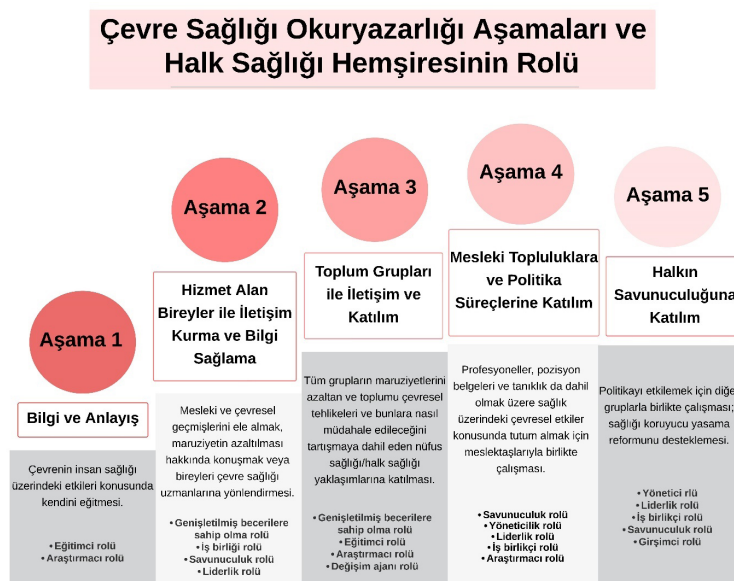 Çevre Sağlığı Okuryazarlığı Aşamaları ve
Halk Sağlığı Hemşiresinin Rolü
Aşama 1
Bilgi ve Anlayış
Çevrenin insan sağlığı
üzerindeki etkileri konusunda
kendini eğitmesi.
• Eğitimci rolü
• Araştırmacı rolü
Aşama 2
Hizmet Alan
Bireyler ile İletişim
Kurma ve Bilgi
Sağlama
Mesleki ve çevresel
geçmişlerini ele almak,
maruziyetin azaltılması
hakkında konuşmak veya
bireyleri çevre sağlığı
uzmanlarına yönlendirmesi.
• Genişletilmiş becerilere
sahip olma rolü
• İş birliği rolü
• Savunuculuk rolü
• Liderlik rolü
Aşama 3
Toplum Grupları
ile İletişim ve
Katılım
Tüm grupların maruziyetlerini
azaltan ve toplumu çevresel
tehlikeleri ve bunlara nasıl
müdahale edileceğini
tartışmaya dahil eden nüfus
sağlığı/halk sağlığı
yaklaşımlarına katılması.
• Genişletilmiş becerilere
sahip olma rolü
• Eğitimci rolü
• Araştırmacı rolü
• Değişim ajanı rolü
Aşama 4
Mesleki Topluluklara
ve Politika
Süreçlerine Katılım
Profesyoneller, pozisyon
belgeleri ve tanıklık da dahil
olmak üzere sağlık
üzerindeki çevresel etkiler
konusunda tutum almak için
meslektaşlarıyla birlikte
çalışması.
• Savunuculuk rolü
• Yöneticilik rolü
• Liderlik rolü
• İş birlikçi rolü
• Araştırmacı rolü
Aşama 5
Halkın
Savunuculuğuna
Katılım
Politikayı etkilemek için diğe
gruplarla birlikte çalışması;
sağlığı koruyucu yasama
reformunu desteklemesi.
• Yönetici rlü
• Liderlik rolü
• İş birlikçi rolü
• Savunuculuk rolü
• Girşimci rolü